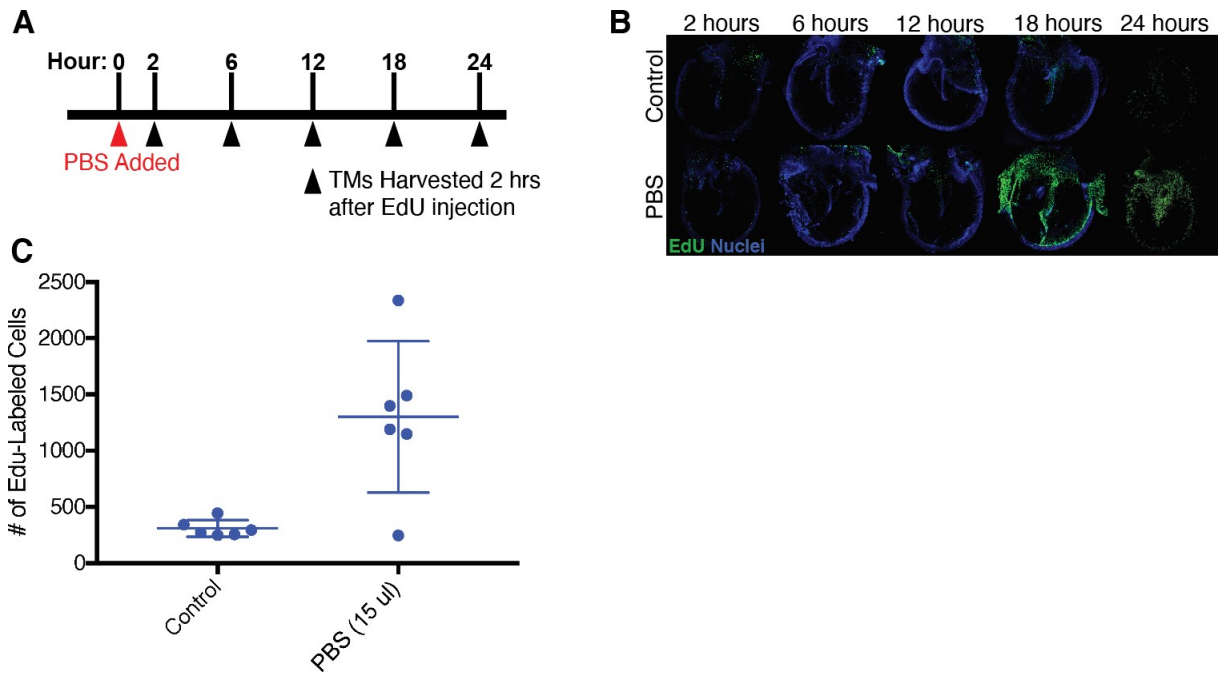 A
Hour: 0 2 6 12 18 24
PBS Added
TMs Harvested 2 hrs
after EdU injection
B
2 hours 6 hours 12 hours 18 hours 24 hours
Control
PBS
EdU Nuclei
C
# of Edu-Labeled Cells
2500
2000
1500
1000
500
0
Control
PBS (15 ul)